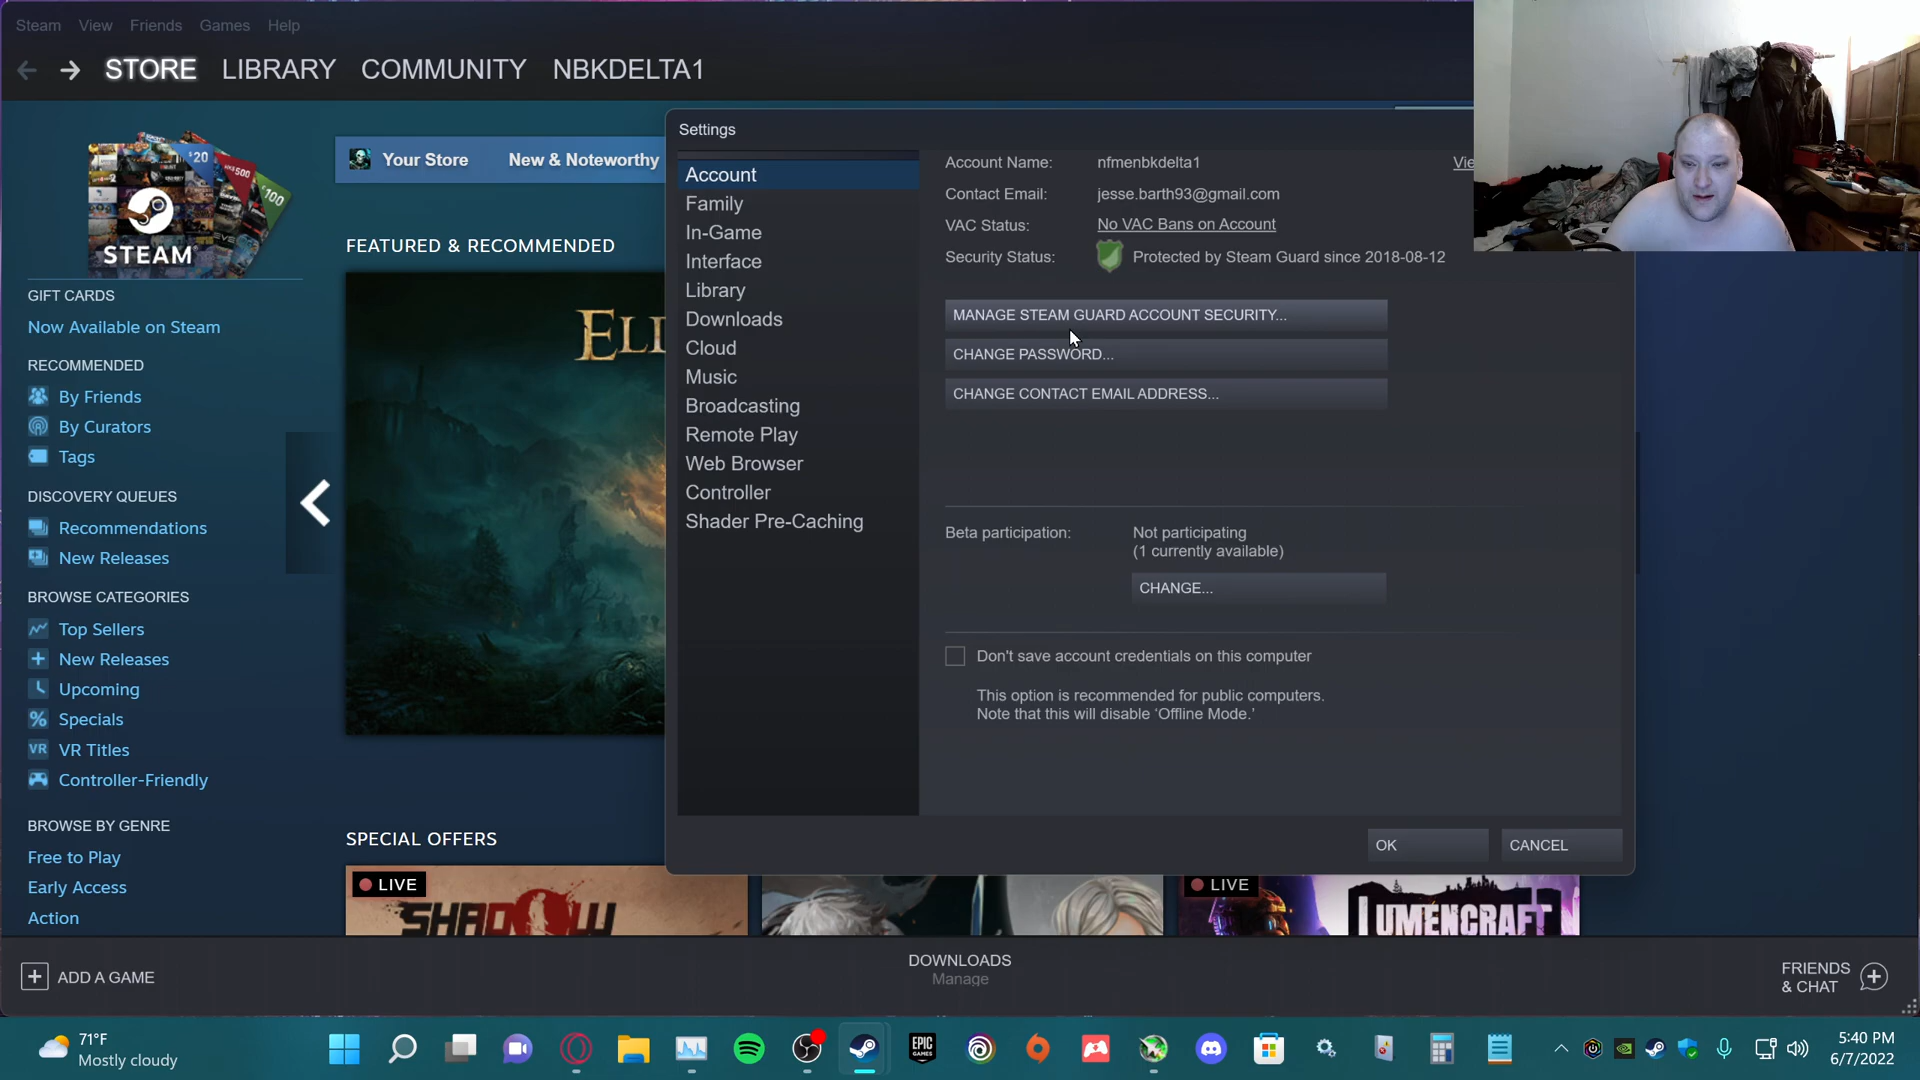 Steam View Friends Games Help
STORE LIBRARY COMMUNITY NBKDELTA1
$20
$500
$100
STEAM
GIFT CARDS
Now Available on Steam
RECOMMENDED
By Friends
By Curators
Tags
DISCOVERY QUEUES
Recommendations
New Releases
BROWSE CATEGORIES
Top Sellers
New Releases
Upcoming
% Specials
VR VR Titles
Controller-Friendly
BROWSE BY GENRE
Free to Play
Early Access
Action
Your Store New & Noteworthy
FEATURED & RECOMMENDED
SPECIAL OFFERS
LIVE
SHADOW
LIVE
LUMENCRAFT
Settings
Account
Family
In-Game
Interface
Library
Downloads
Cloud
Music
Broadcasting
Remote Play
Web Browser
Controller
Shader Pre-Caching
Account Name: nfmenbkdelta1
Contact Email: jesse.barth93@gmail.com
VAC Status: No VAC Bans on Account
Security Status: Protected by Steam Guard since 2018-08-12
MANAGE STEAM GUARD ACCOUNT SECURITY...
CHANGE PASSWORD...
CHANGE CONTACT EMAIL ADDRESS...
Beta participation: Not participating
(1 currently available)
CHANGE...
Don't save account credentials on this computer
This option is recommended for public computers.
Note that this will disable 'Offline Mode.'
OK CANCEL
ADD A GAME
DOWNLOADS
Manage
FRIENDS
& CHAT
71°F
Mostly cloudy
EPIC
GAMES
5:40 PM
6/7/2022